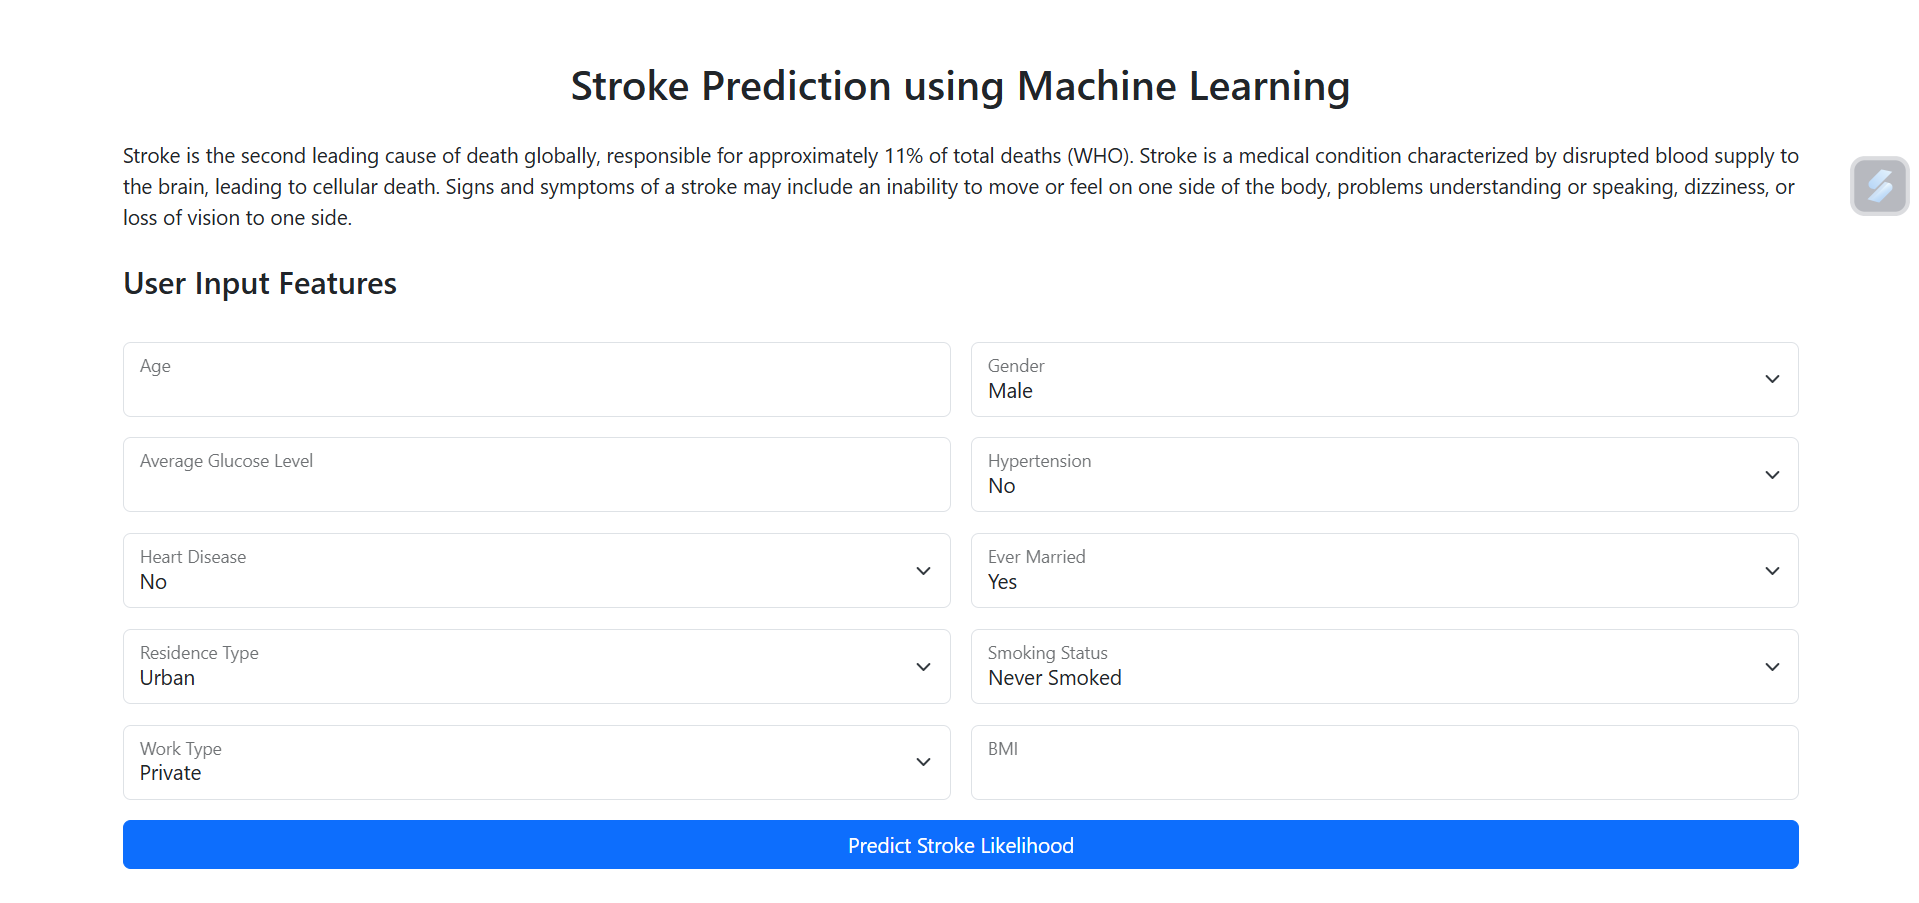 Stroke Prediction using Machine Learning
Stroke is the second leading cause of death globally, responsible for approximately 11% of total deaths (WHO). Stroke is a medical condition characterized by disrupted blood supply to
the brain, leading to cellular death. Signs and symptoms of a stroke may include an inability to move or feel on one side of the body, problems understanding or speaking, dizziness, or
loss of vision to one side.
User Input Features
Age
Gender
Male
Average Glucose Level
Hypertension
No
Heart Disease
No
Ever Married
Yes
Residence Type
Urban
Smoking Status
Never Smoked
Work Type
Private
BMI
Predict Stroke Likelihood